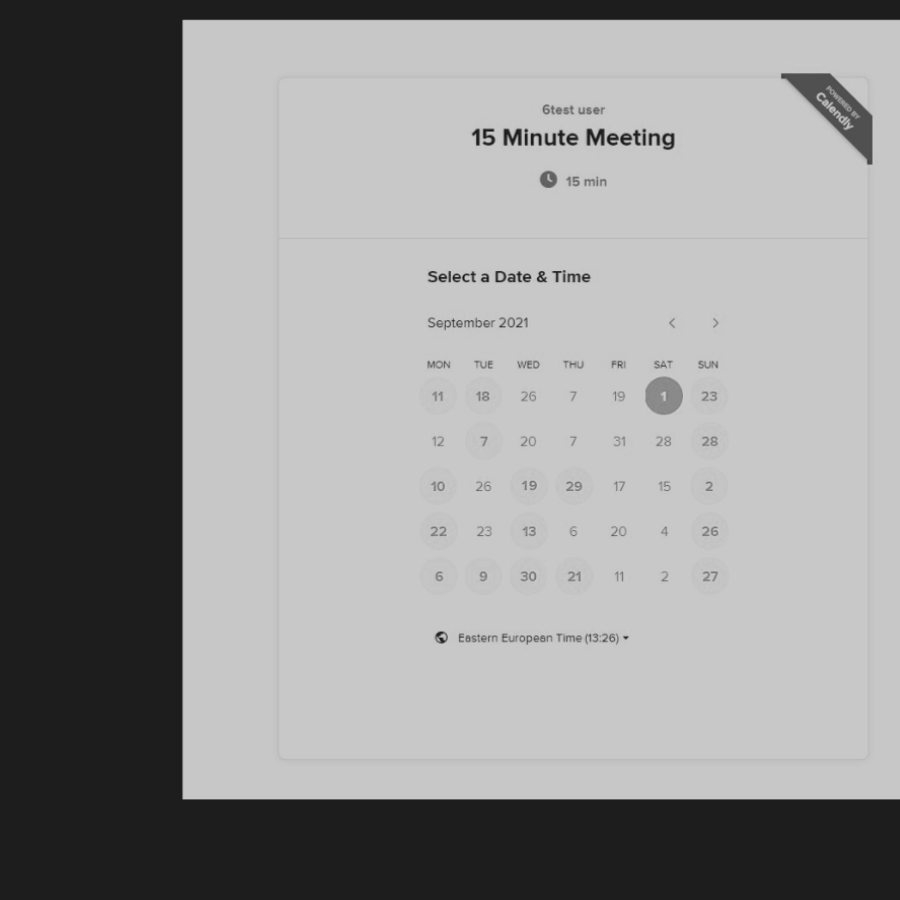 POWERED BY
Calendly
6test user
15 Minute Meeting
15 min
Select a Date & Time
September 2021
MON TUE WED THU FRI SAT SUN
11 18 26 7 19 1 23
12 7 20 7 31 28 28
10 26 19 29 17 15 2
22 23 13 6 20 4 26
6 9 30 21 11 2 27
Eastern European Time (13:26)